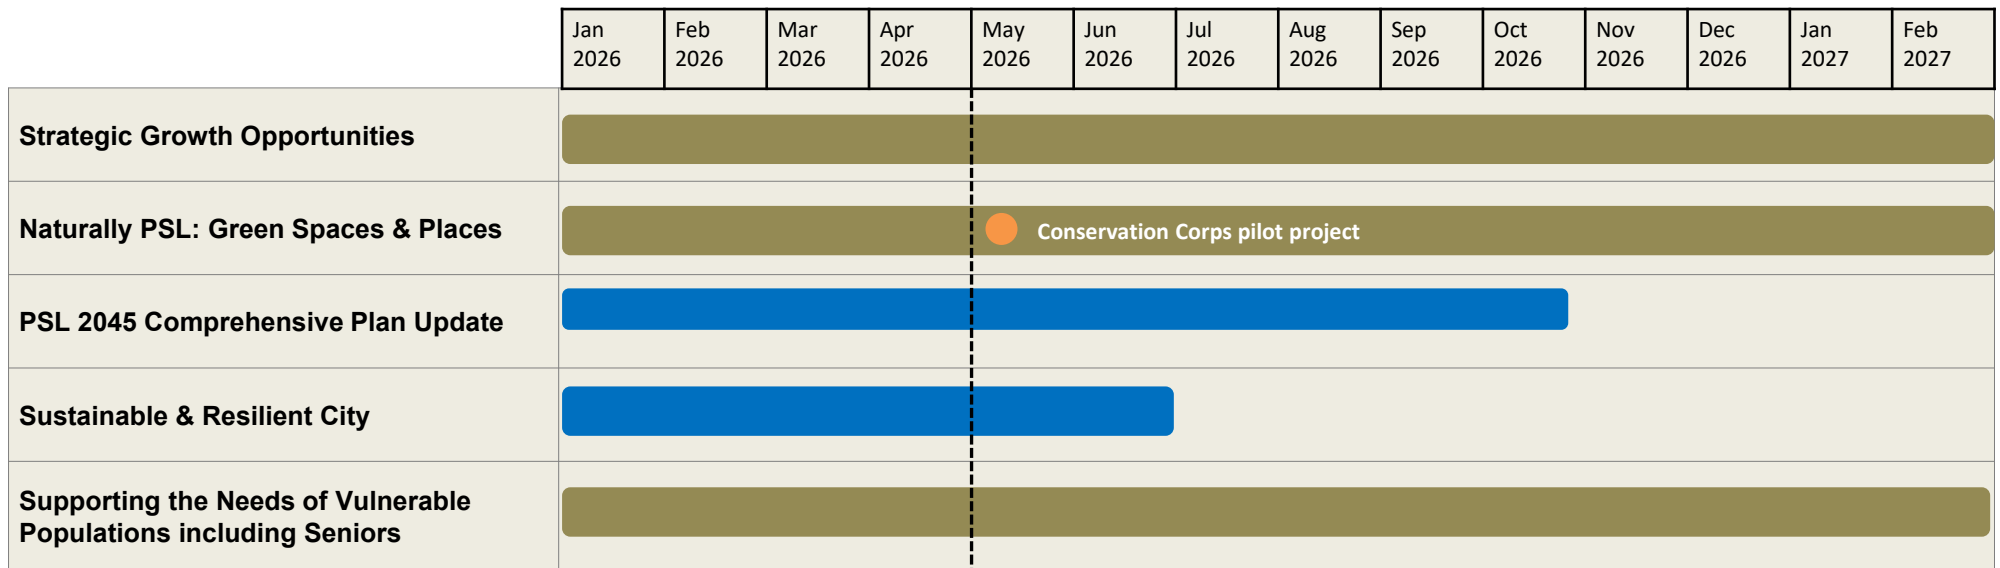 Jan Feb Mar Apr May Jun Jul Aug Sep Oct Nov Dec Jan Feb
2026 2026 2026 2026 2026 2026 2026 2026 2026 2026 2026 2026 2027 2027
Strategic Growth Opportunities
Naturally PSL: Green Spaces & Places
Conservation Corps pilot project
PSL 2045 Comprehensive Plan Update
Sustainable & Resilient City
Supporting the Needs of Vulnerable
Populations including Seniors